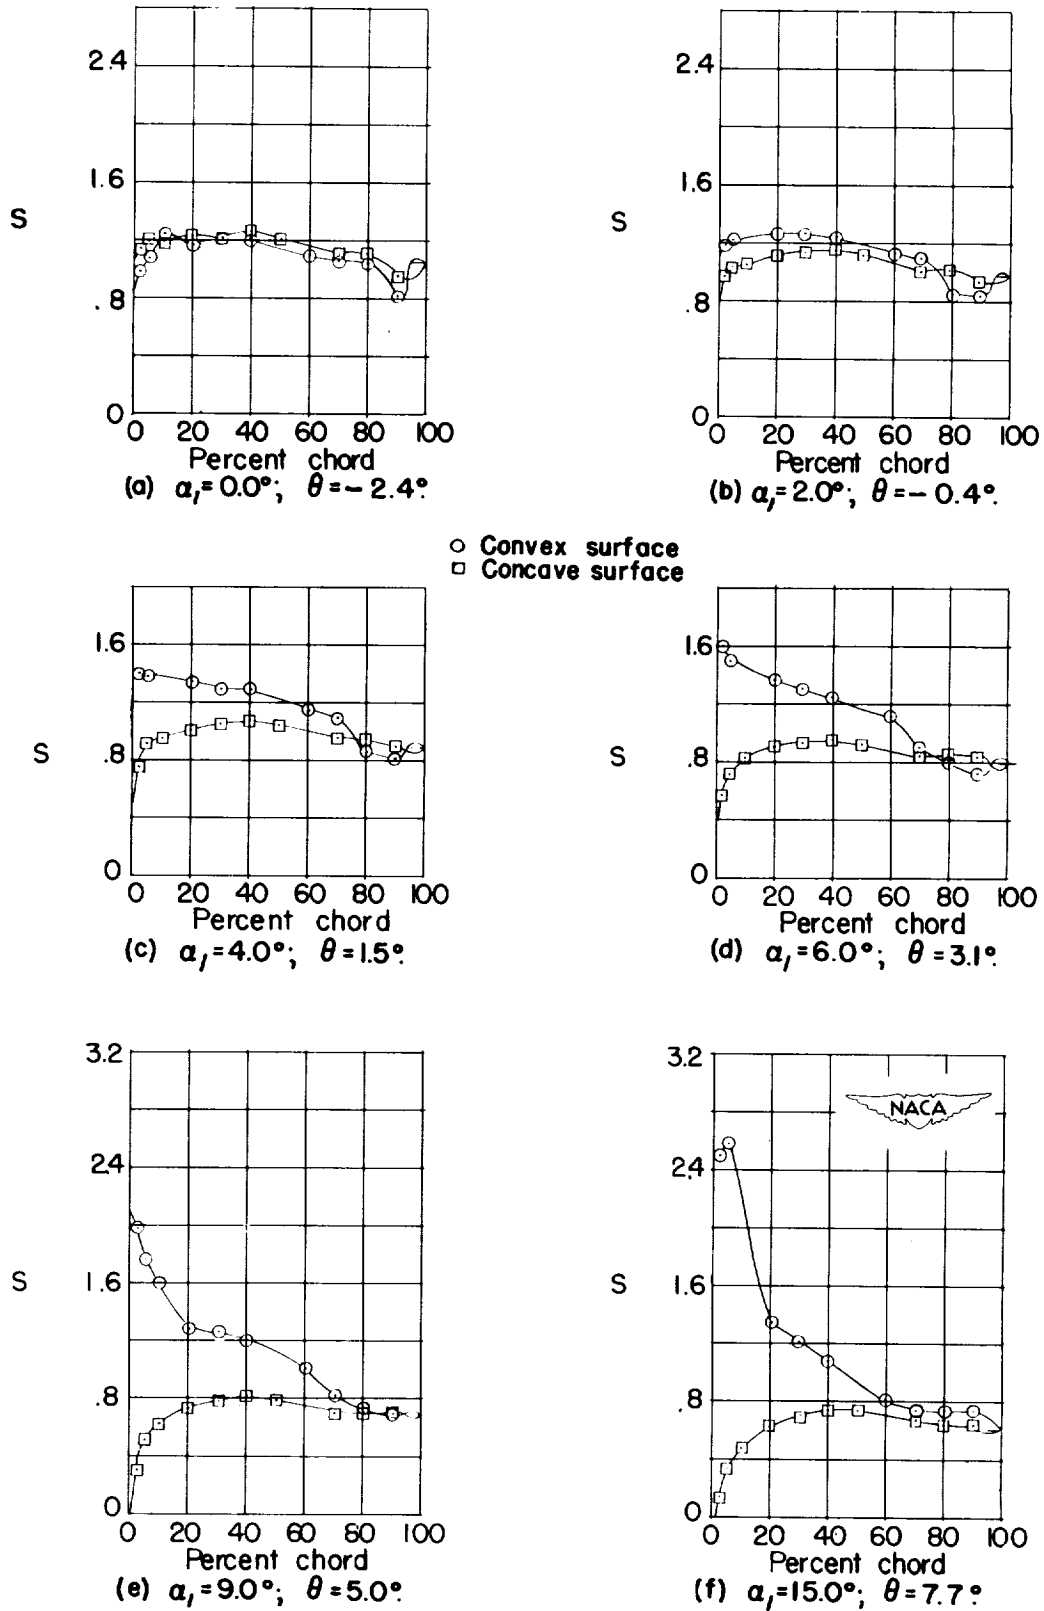 2.4
1.6
S
.8
0
0 20 40 60 80 100
Percent chord
(a) α₁=0.0°; θ=-2.4°.
2.4
1.6
S
.8
0
0 20 40 60 80 100
Percent chord
(b) α₁=2.0°; θ=-0.4°.
Convex surface
Concave surface
1.6
S
.8
0
0 20 40 60 80 100
Percent chord
(c) α₁=4.0°; θ=1.5°.
1.6
S
.8
0
0 20 40 60 80 100
Percent chord
(d) α₁=6.0°; θ=3.1°.
3.2
2.4
1.6
S
.8
0
0 20 40 60 80 100
Percent chord
(e) α₁=9.0°; θ=5.0°.
3.2
NACA
2.4
1.6
S
.8
0
0 20 40 60 80 100
Percent chord
(f) α₁=15.0°; θ=7.7°.